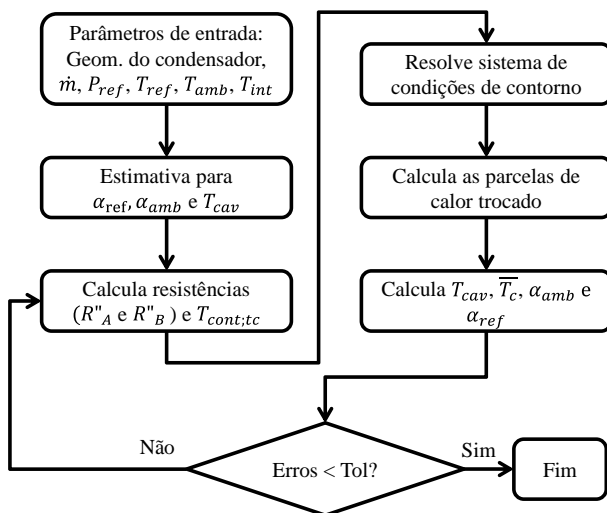 Parâmetros de entrada:
Geom. do condensador,
ṁ, P_ref, T_ref, T_amb, T_int
Estimativa para
α_ref, α_amb e T_cav
Calcula resistências
(R"_A e R"_B ) e T_cont;tc
Resolve sistema de
condições de contorno
Calcula as parcelas de
calor trocado
Calcula T_cav, T̅_c, α_amb e
α_ref
Não
Erros < Tol?
Sim
Fim